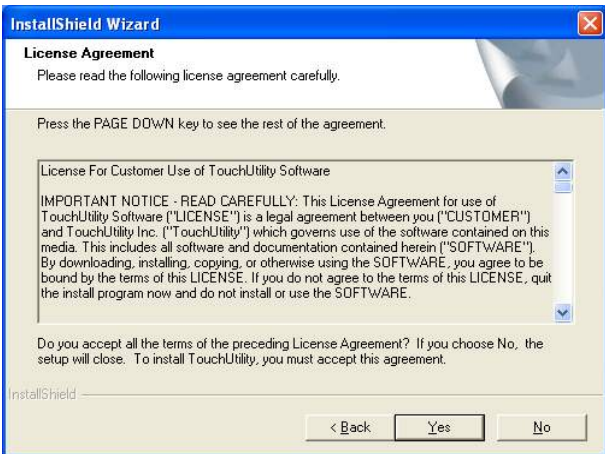 InstallShield Wizard
License Agreement
Please read the following license agreement carefully.
Press the PAGE DOWN key to see the rest of the agreement.
License For Customer Use of TouchUtility Software
IMPORTANT NOTICE - READ CAREFULLY: This License Agreement for use of
TouchUtility Software ("LICENSE") is a legal agreement between you ("CUSTOMER")
and TouchUtility Inc. ("TouchUtility") which governs use of the software contained on this
media. This includes all software and documentation contained herein ("SOFTWARE").
By downloading, installing, copying, or otherwise using the SOFTWARE, you agree to be
bound by the terms of this LICENSE. If you do not agree to the terms of this LICENSE, quit
the install program now and do not install or use the SOFTWARE.
Do you accept all the terms of the preceding License Agreement? If you choose No, the
setup will close. To install TouchUtility, you must accept this agreement.
InstallShield
< Back Yes No